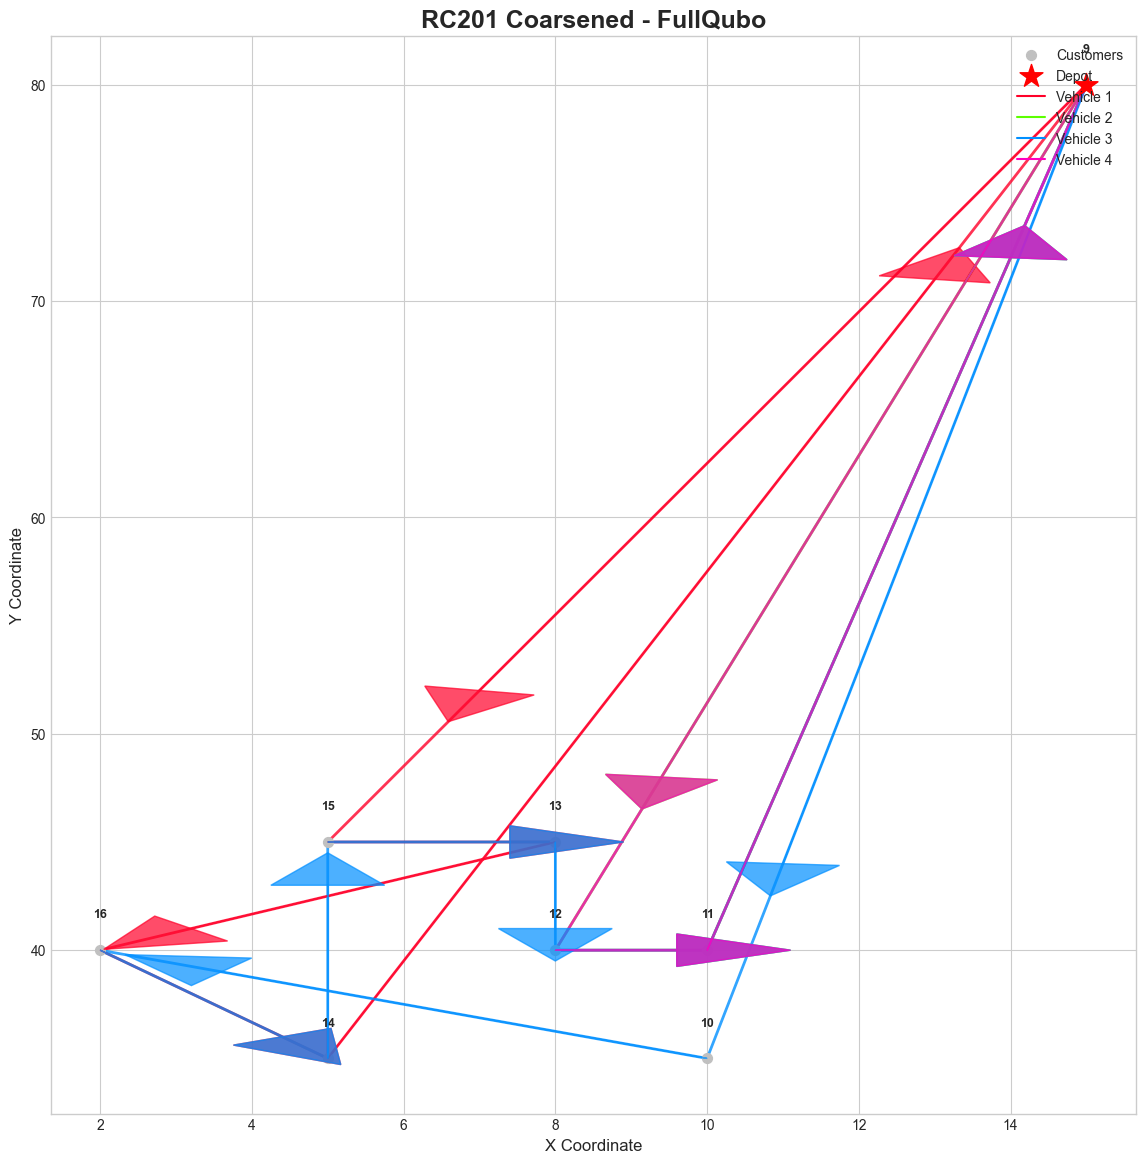 RC201 Coarsened - FullQubo
9
Customers
Depot
Vehicle 1
Vehicle 2
Vehicle 3
Vehicle 4
80
70
60
50
40
15
13
16
12
11
14
10
2
4
6
8
10
12
14
X Coordinate
Y Coordinate